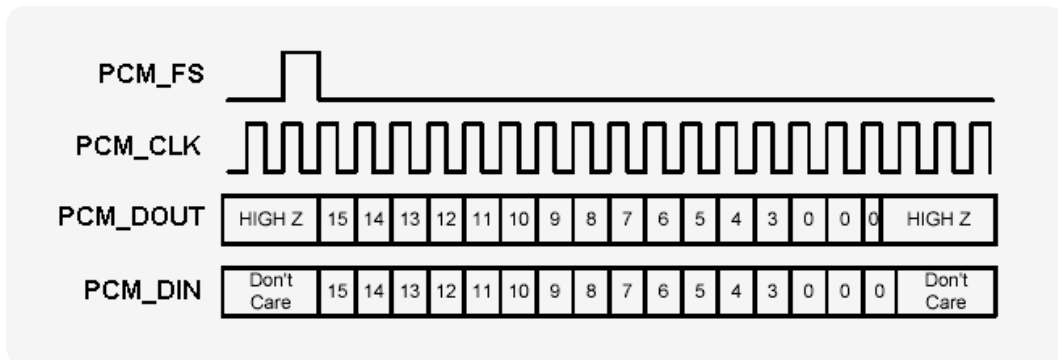 PCM_FS
PCM_CLK
PCM_DOUT HIGH Z 15 14 13 12 11 10 9 8 7 6 5 4 3 0 0 0 HIGH Z
PCM_DIN Don't Care 15 14 13 12 11 10 9 8 7 6 5 4 3 0 0 0 Don't Care